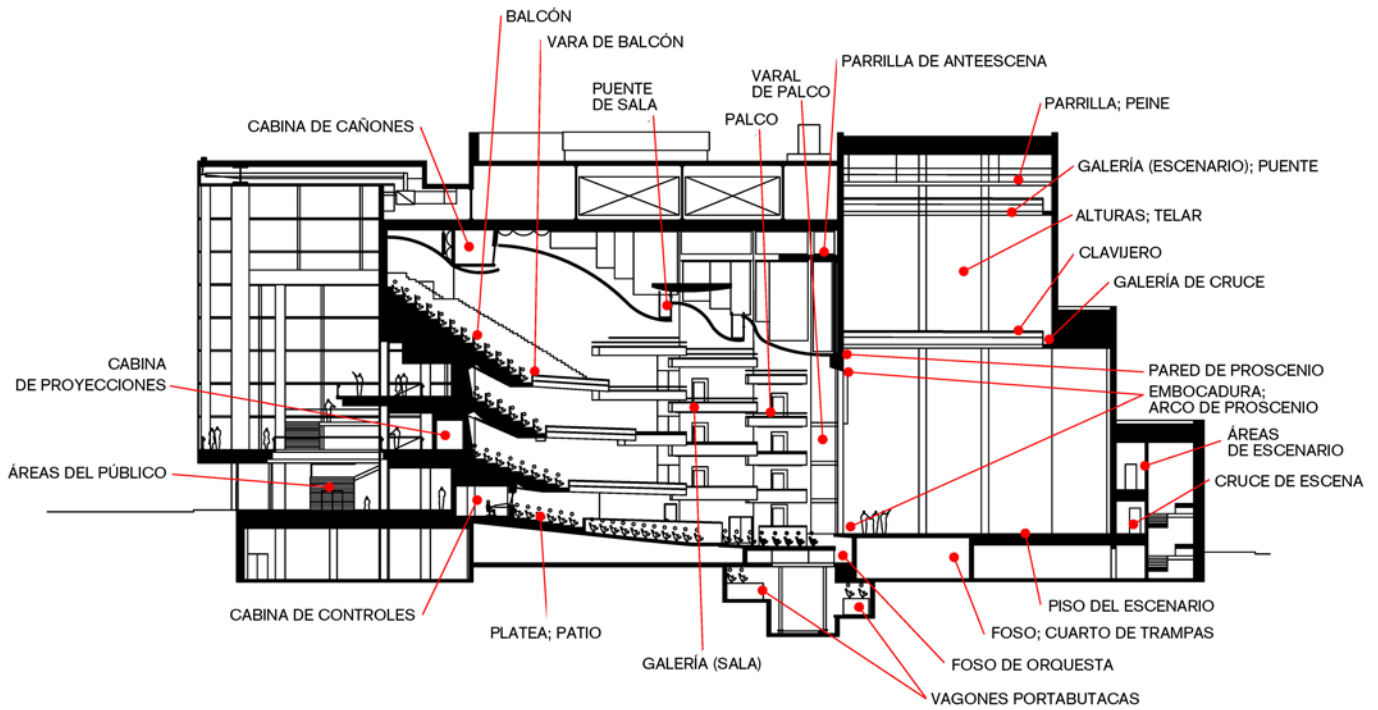 BALCÓN
VARA DE BALCÓN
PARRILLA DE ANTEESCENA
PUENTE
DE SALA
VARAL
DE PALCO
PALCO
CABINA DE CAÑONES
PARRILLA; PEINE
GALERÍA (ESCENARIO); PUENTE
ALTURAS; TELAR
CLAVIJERO
GALERÍA DE CRUCE
CABINA
DE PROYECCIONES
PARED DE PROSCENIO
EMBOCADURA;
ARCO DE PROSCENIO
ÁREAS
DE ESCENARIO
ÁREAS DEL PÚBLICO
CRUCE DE ESCENA
CABINA DE CONTROLES
PLATEA; PATIO
GALERÍA (SALA)
PISO DEL ESCENARIO
FOSO; CUARTO DE TRAMPAS
FOSO DE ORQUESTA
VAGONES PORTABUTACAS